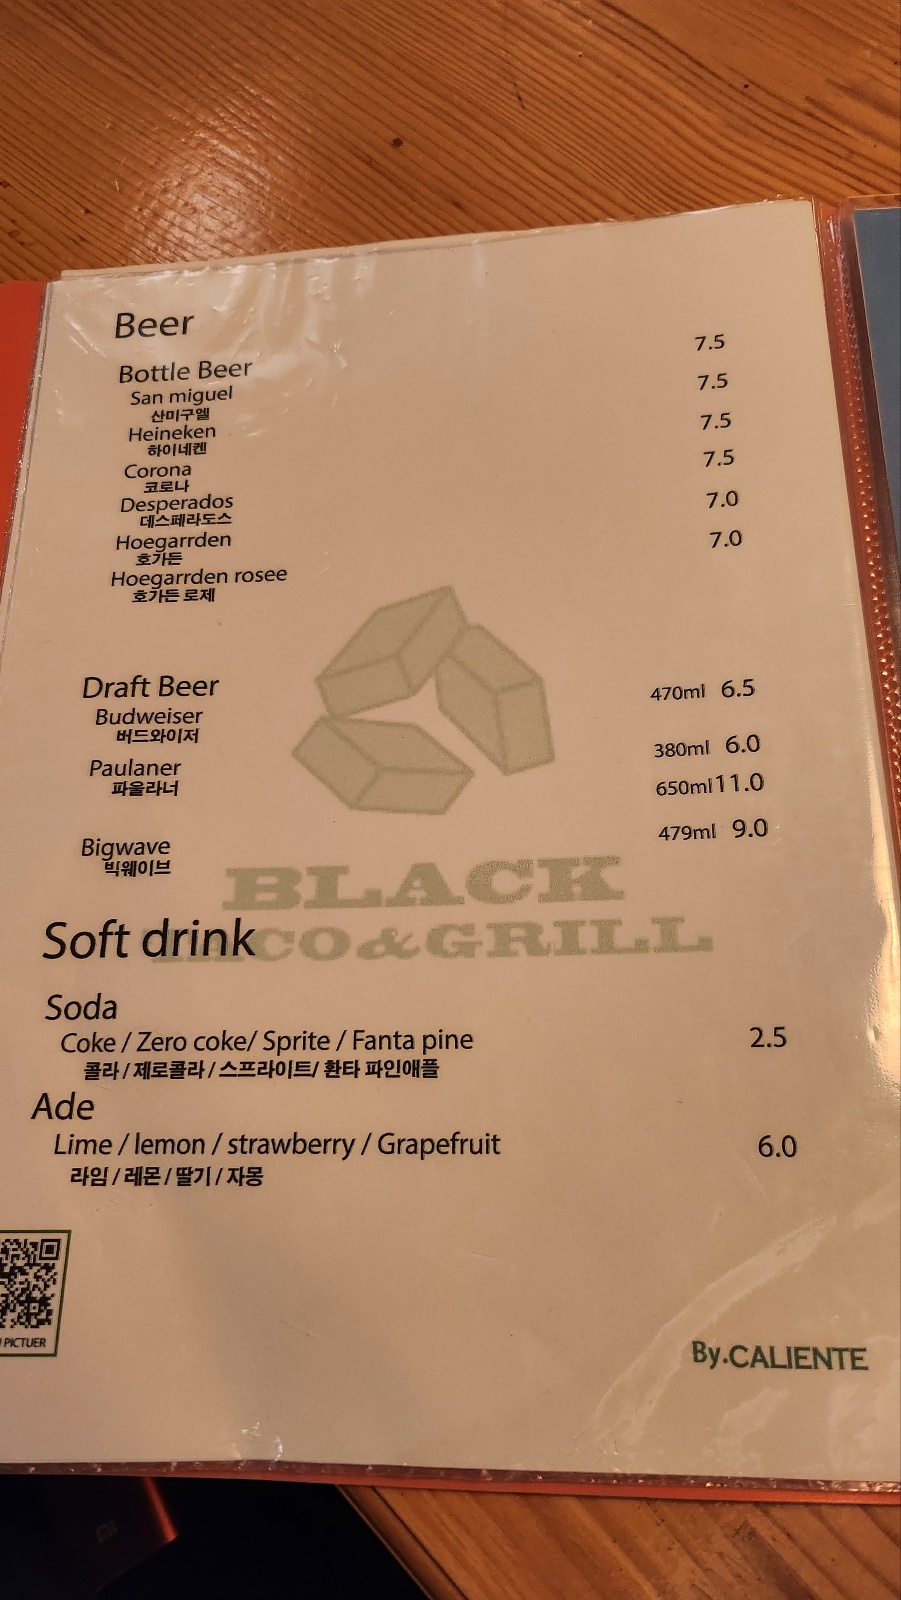 Beer
Bottle Beer
San miguel 7.5
산미구엘
Heineken 7.5
하이네켄
Corona 7.5
코로나
Desperados 7.5
데스페라도스
Hoegarrden 7.0
호가든
Hoegarrden rosee 7.0
호가든 로제
Draft Beer
Budweiser 470ml 6.5
버드와이저
Paulaner 380ml 6.0
파울라너 650ml 11.0
Bigwave 479ml 9.0
빅웨이브
BLACK
TACO&GRILL
Soft drink
Soda
Coke / Zero coke/ Sprite / Fanta pine 2.5
콜라 / 제로콜라 / 스프라이트/ 환타 파인애플
Ade
Lime / lemon / strawberry / Grapefruit 6.0
라임 / 레몬 / 딸기 / 자몽
PICTUER
By.CALIENTE
mi